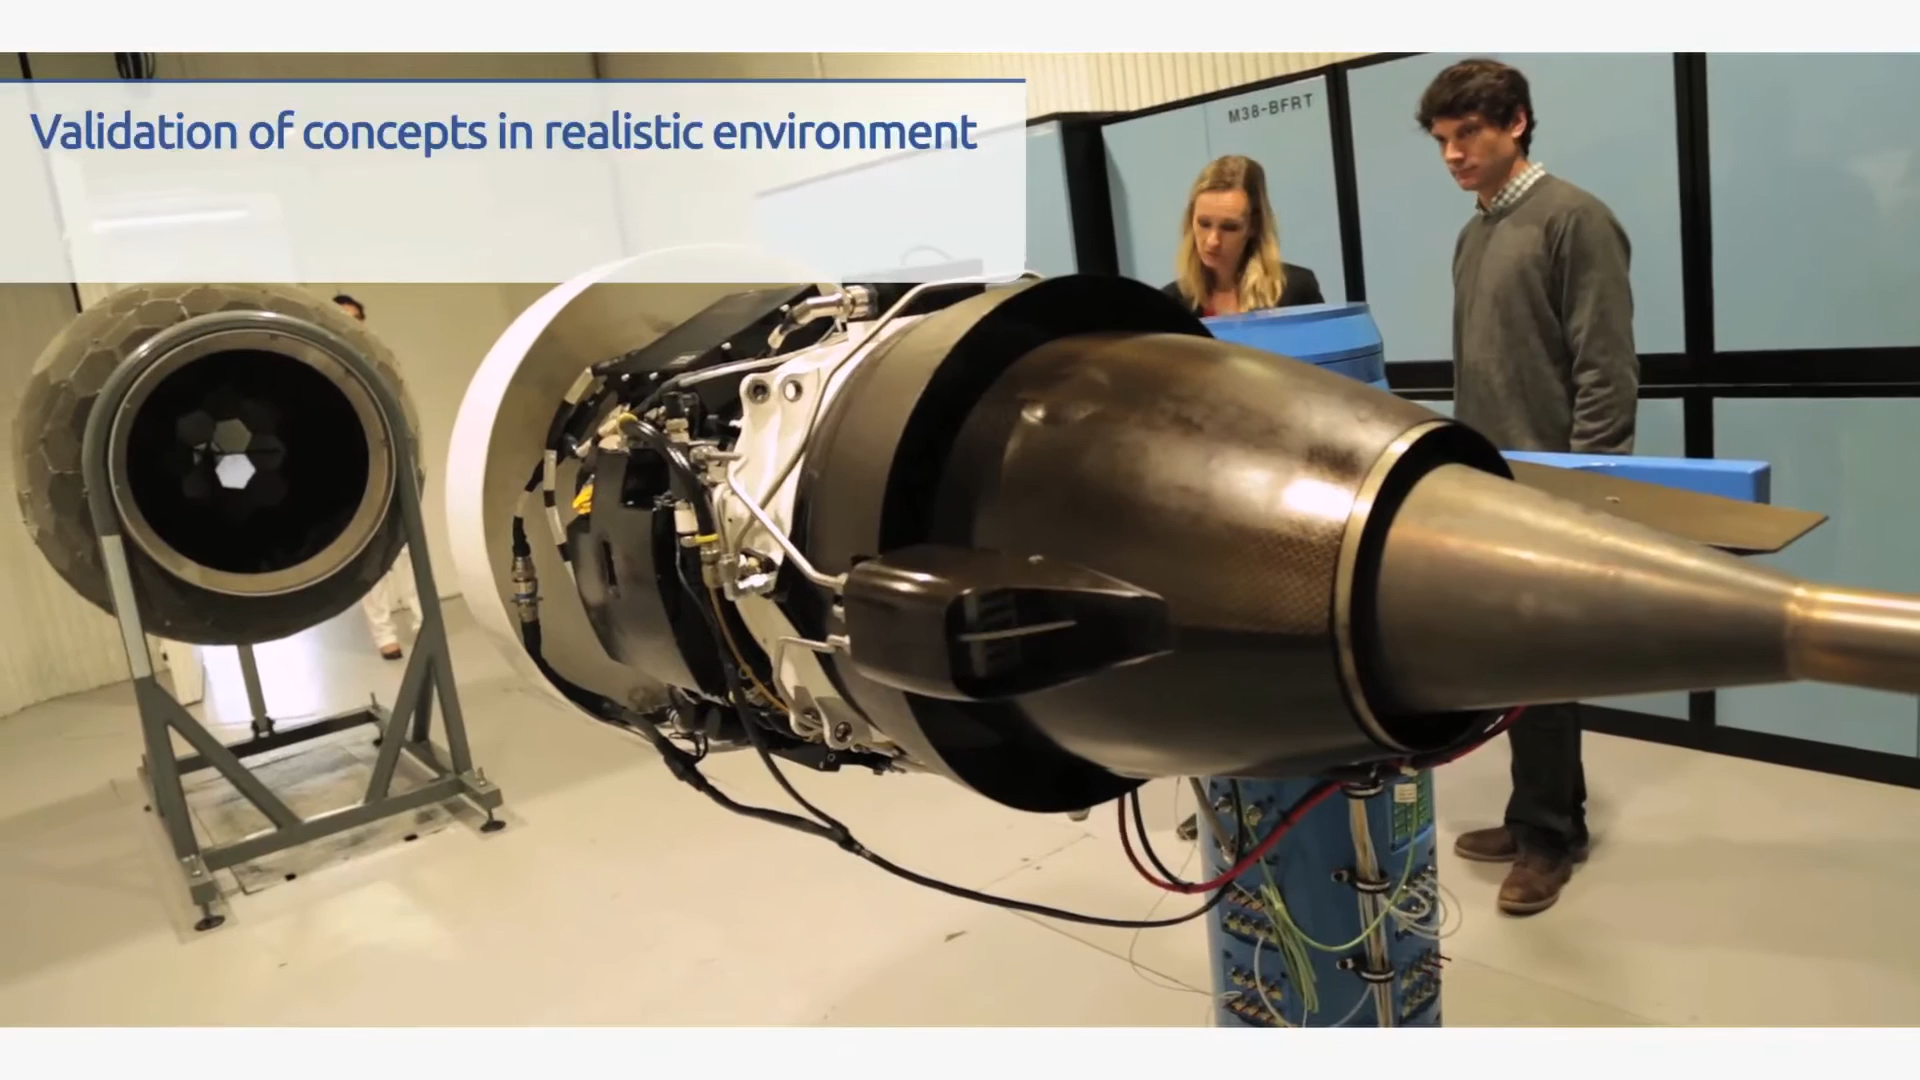 Validation of concepts in realistic environment
M38-BFRT